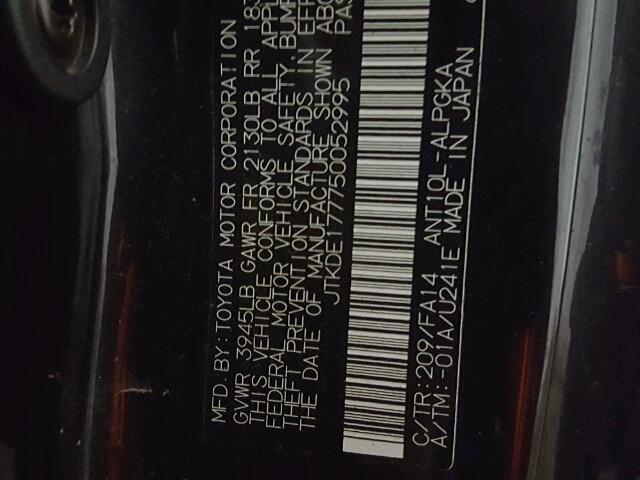 MFD. BY: TOYOTA MOTOR CORPORATION
GVWR 3945LB GAWR FR 2130LB RR 183
THIS VEHICLE CONFORMS TO ALL APPL
FEDERAL MOTOR VEHICLE SAFETY, BUMP
THEFT PREVENTION STANDARDS IN EFF
THE DATE OF MANUFACTURE SHOWN ABO
JTKDE177750052995 PAS
C/TR:209/FA14 ANT10L-ALPGKA
A/TM:-01A/U241E MADE IN JAPAN